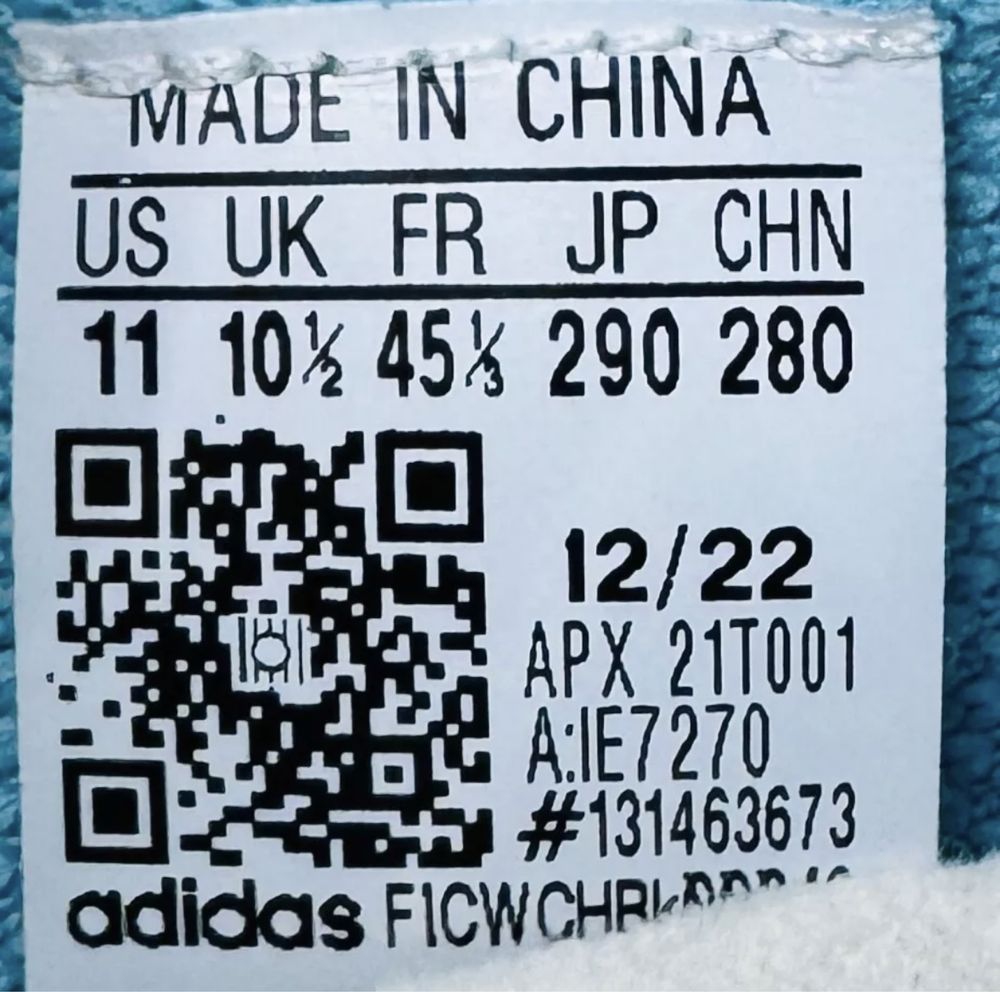 MADE IN CHINA
US UK FR JP CHN
11 10½ 45⅓ 290 280
12/22
APX 21T001
A:IE7270
#131463673
adidas